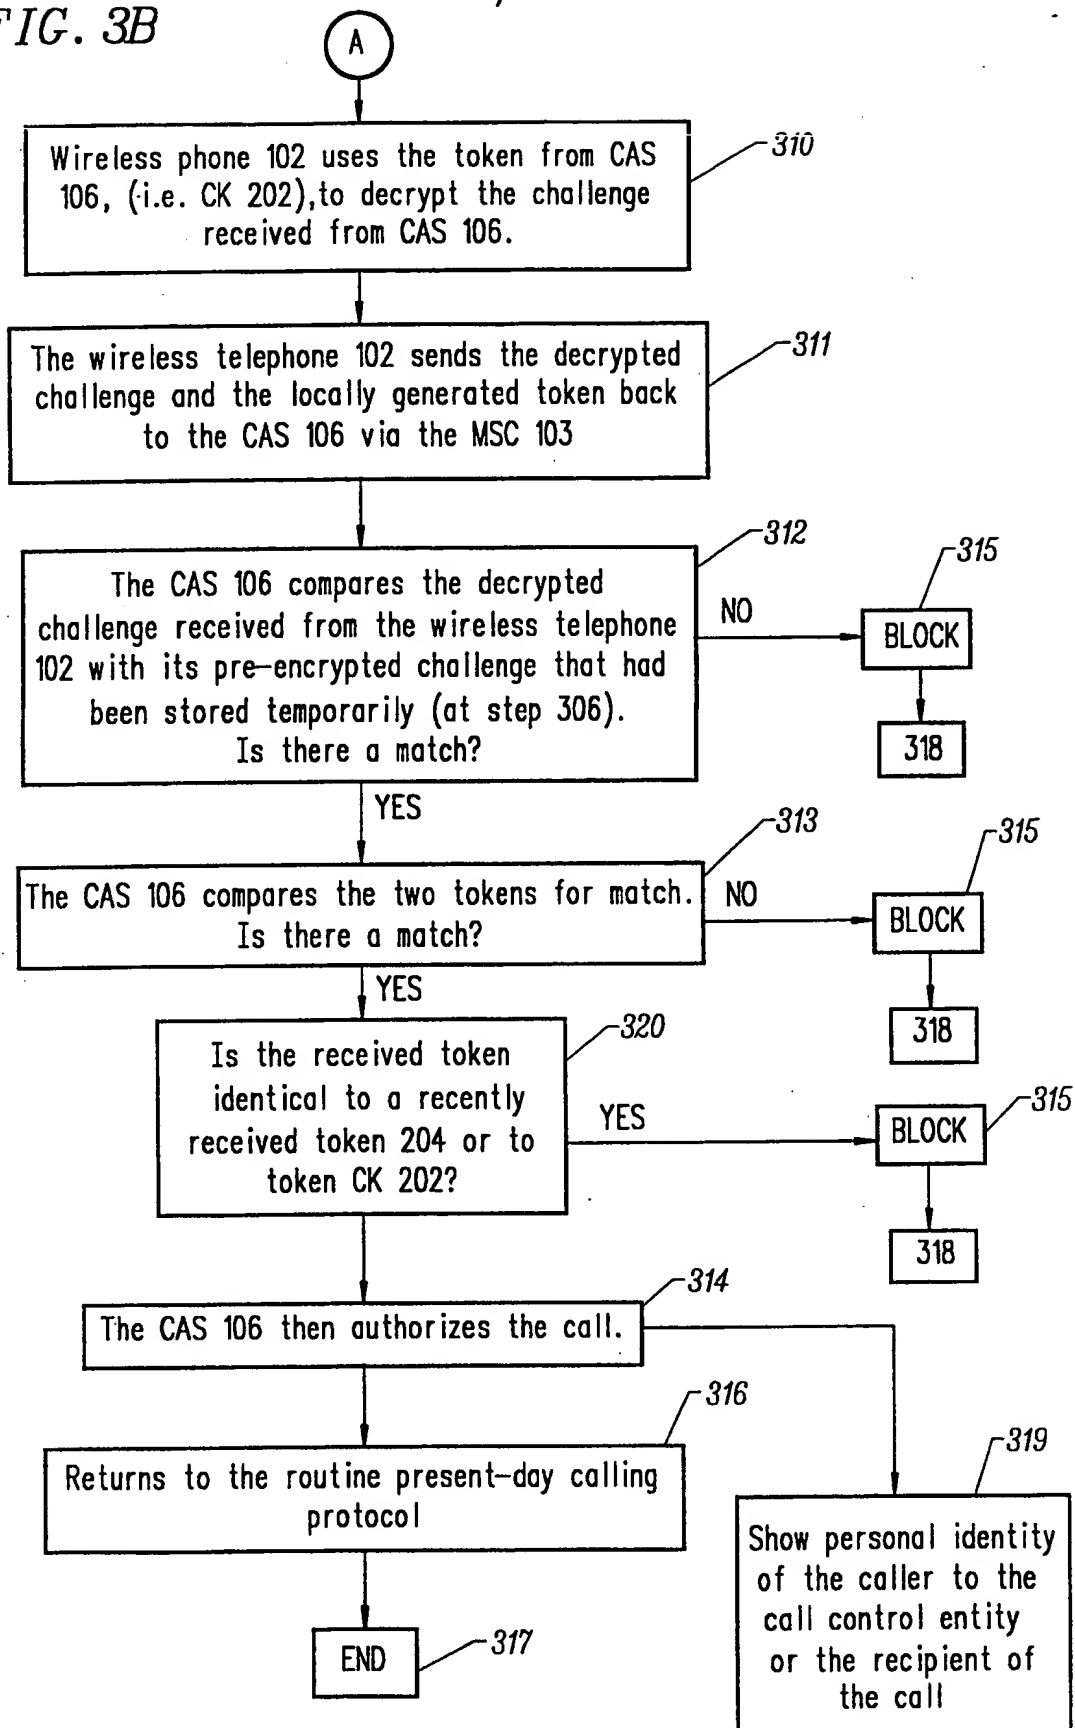 FIG. 3B
A
310
Wireless phone 102 uses the token from CAS
106, (i.e. CK 202), to decrypt the challenge
received from CAS 106.
311
The wireless telephone 102 sends the decrypted
challenge and the locally generated token back
to the CAS 106 via the MSC 103
312
The CAS 106 compares the decrypted
challenge received from the wireless telephone
102 with its pre-encrypted challenge that had
been stored temporarily (at step 306).
Is there a match?
NO
315
BLOCK
318
YES
313
The CAS 106 compares the two tokens for match.
Is there a match?
NO
315
BLOCK
318
YES
320
Is the received token
identical to a recently
received token 204 or to
token CK 202?
YES
315
BLOCK
318
314
The CAS 106 then authorizes the call.
316
Returns to the routine present-day calling
protocol
319
Show personal identity
of the caller to the
call control entity
or the recipient of
the call
END
317